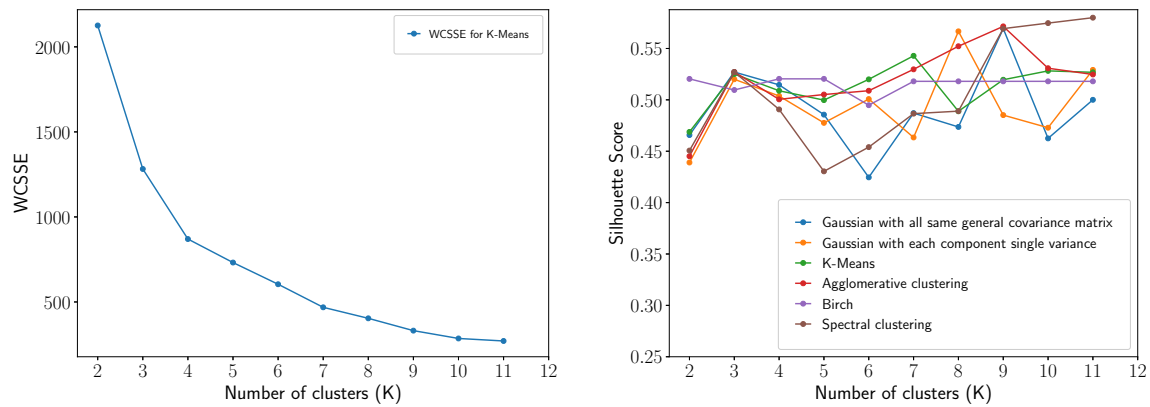 2000
1500
1000
500
WCSSE
WCSSE for K-Means
2 3 4 5 6 7 8 9 10 11 12
Number of clusters (K)
0.55
0.50
0.45
0.40
0.35
0.30
0.25
Silhouette Score
Gaussian with all same general covariance matrix
Gaussian with each component single variance
K-Means
Agglomerative clustering
Birch
Spectral clustering
2 3 4 5 6 7 8 9 10 11 12
Number of clusters (K)